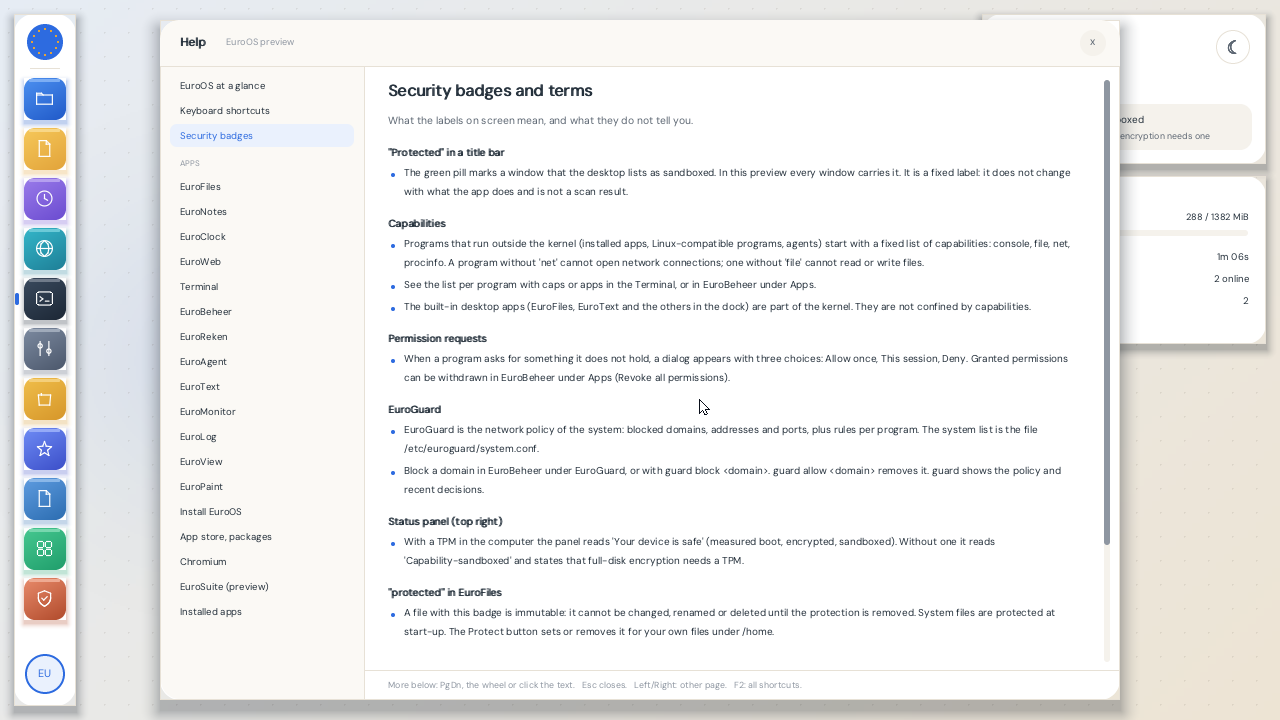 Help
EuroOS preview
x
EuroOS at a glance
Keyboard shortcuts
Security badges
APPS
EuroFiles
EuroNotes
EuroClock
EuroWeb
Terminal
EuroBeheer
EuroReken
EuroAgent
EuroText
EuroMonitor
EuroLog
EuroView
EuroPaint
Install EuroOS
App store, packages
Chromium
EuroSuite (preview)
Installed apps
Security badges and terms
What the labels on screen mean, and what they do not tell you.
"Protected" in a title bar
The green pill marks a window that the desktop lists as sandboxed. In this preview every window carries it. It is a fixed label: it does not change
with what the app does and is not a scan result.
Capabilities
Programs that run outside the kernel (installed apps, Linux-compatible programs, agents) start with a fixed list of capabilities: console, file, net,
procinfo. A program without 'net' cannot open network connections; one without 'file' cannot read or write files.
See the list per program with caps or apps in the Terminal, or in EuroBeheer under Apps.
The built-in desktop apps (EuroFiles, EuroText and the others in the dock) are part of the kernel. They are not confined by capabilities.
Permission requests
When a program asks for something it does not hold, a dialog appears with three choices: Allow once, This session, Deny. Granted permissions
can be withdrawn in EuroBeheer under Apps (Revoke all permissions).
EuroGuard
EuroGuard is the network policy of the system: blocked domains, addresses and ports, plus rules per program. The system list is the file
/etc/euroguard/system.conf.
Block a domain in EuroBeheer under EuroGuard, or with guard block <domain>. guard allow <domain> removes it. guard shows the policy and
recent decisions.
Status panel (top right)
With a TPM in the computer the panel reads 'Your device is safe' (measured boot, encrypted, sandboxed). Without one it reads
'Capability-sandboxed' and states that full-disk encryption needs a TPM.
"protected" in EuroFiles
A file with this badge is immutable: it cannot be changed, renamed or deleted until the protection is removed. System files are protected at
start-up. The Protect button sets or removes it for your own files under /home.
More below: PgDn, the wheel or click the text. Esc closes. Left/Right: other page. F2: all shortcuts.
oxed
encryption needs one
288 / 1382 MiB
1m 06s
2 online
2
EU